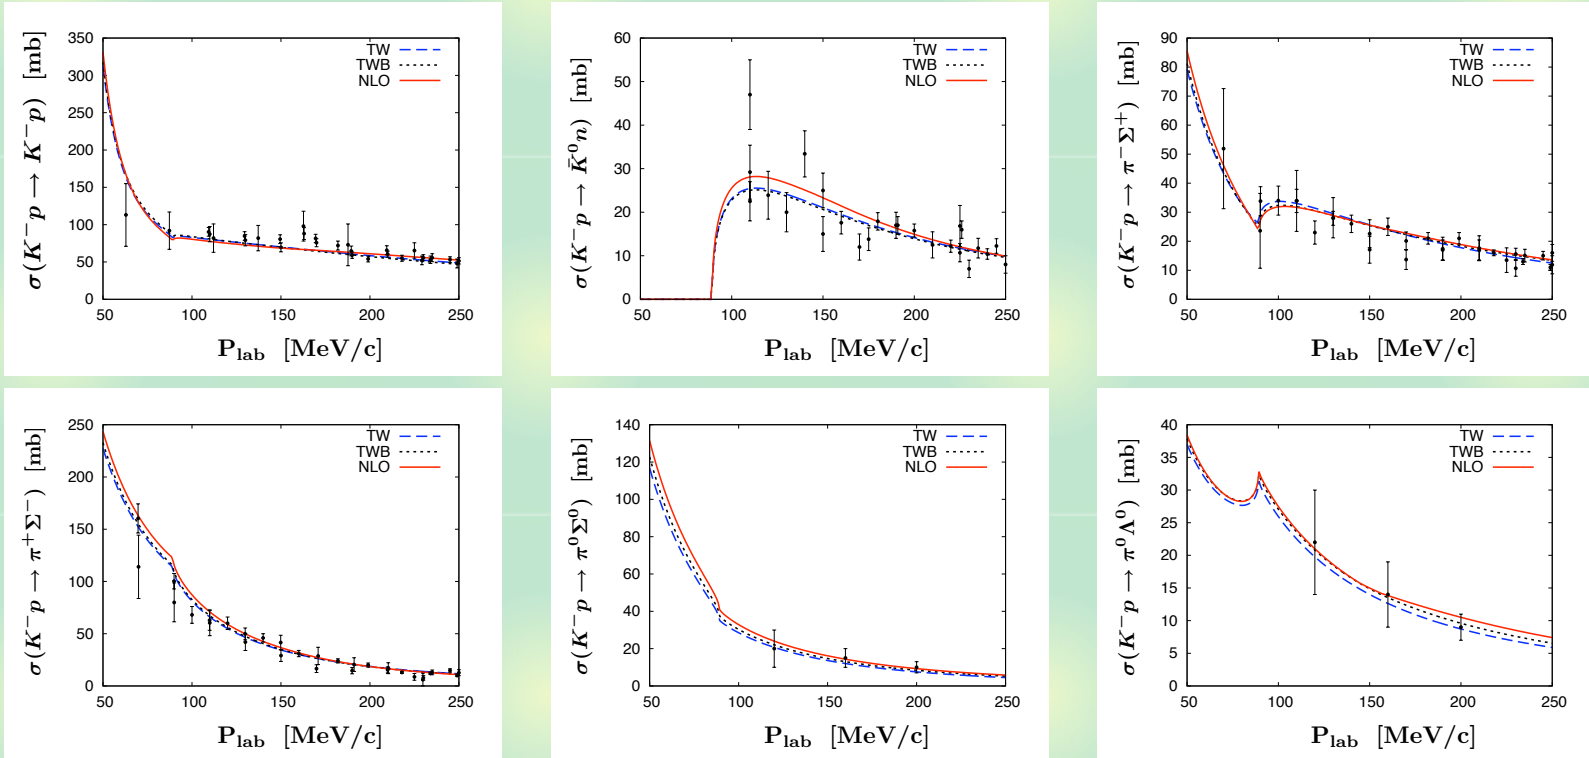 σ(K⁻p → K⁻p) [mb]
350
300
250
200
150
100
50
0
TW
TWB
NLO
50 100 150 200 250
P_lab [MeV/c]
σ(K⁻p → K̄⁰n) [mb]
60
50
40
30
20
10
0
TW
TWB
NLO
50 100 150 200 250
P_lab [MeV/c]
σ(K⁻p → π⁻Σ⁺) [mb]
90
80
70
60
50
40
30
20
10
0
TW
TWB
NLO
50 100 150 200 250
P_lab [MeV/c]
σ(K⁻p → π⁺Σ⁻) [mb]
250
200
150
100
50
0
TW
TWB
NLO
50 100 150 200 250
P_lab [MeV/c]
σ(K⁻p → π⁰Σ⁰) [mb]
140
120
100
80
60
40
20
0
TW
TWB
NLO
50 100 150 200 250
P_lab [MeV/c]
σ(K⁻p → π⁰Λ⁰) [mb]
40
35
30
25
20
15
10
5
0
TW
TWB
NLO
50 100 150 200 250
P_lab [MeV/c]